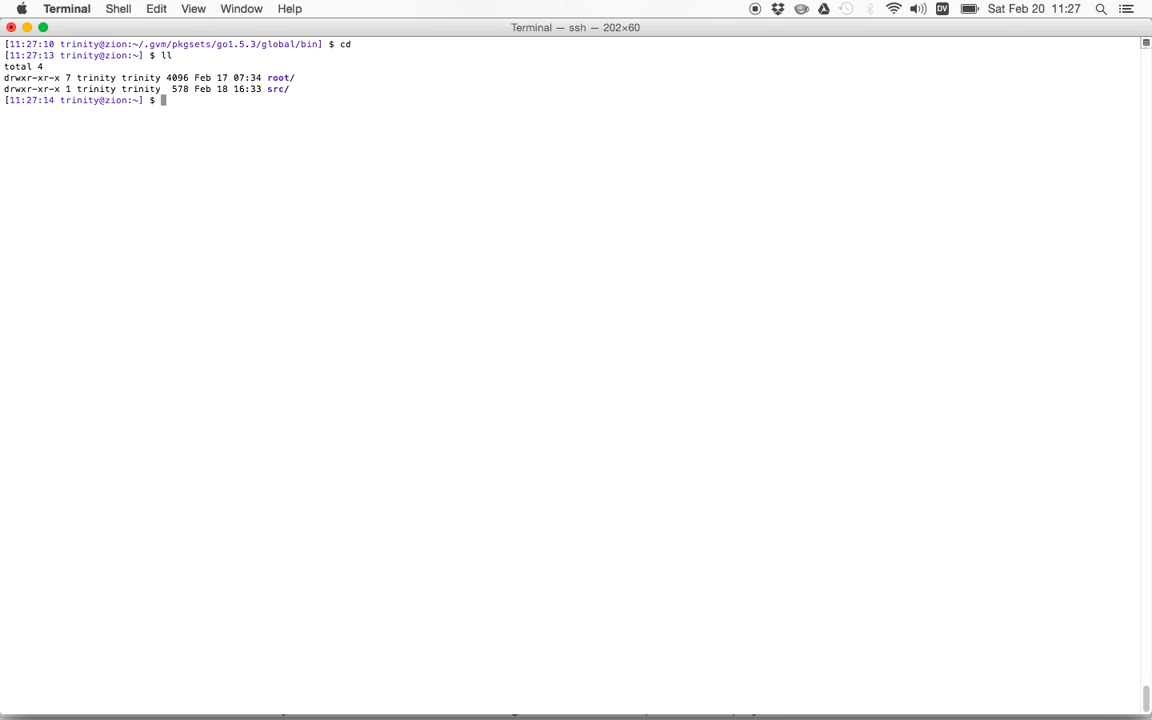 Terminal Shell Edit View Window Help DV Sat Feb 20 11:27
Terminal — ssh — 202×60
[11:27:10 trinity@zion:~/.gvm/pkgsets/go1.5.3/global/bin] $ cd
[11:27:13 trinity@zion:~] $ ll
total 4
drwxr-xr-x 7 trinity trinity 4096 Feb 17 07:34 root/
drwxr-xr-x 1 trinity trinity  578 Feb 18 16:33 src/
[11:27:14 trinity@zion:~] $